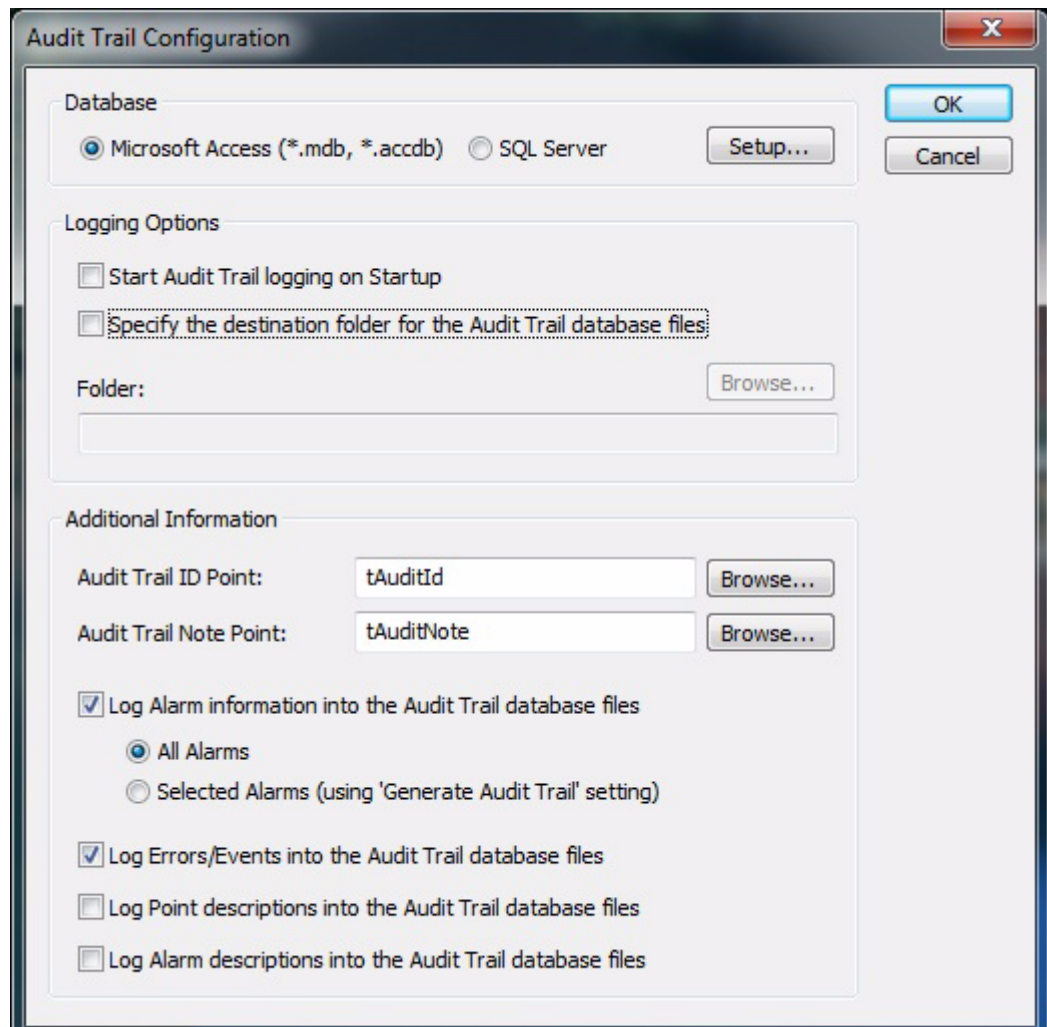 Audit Trail Configuration
Database
OK
Microsoft Access (*.mdb, *.accdb) SQL Server Setup...
Cancel
Logging Options
Start Audit Trail logging on Startup
Specify the destination folder for the Audit Trail database files
Folder: Browse...
Additional Information
Audit Trail ID Point: tAuditId Browse...
Audit Trail Note Point: tAuditNote Browse...
Log Alarm information into the Audit Trail database files
All Alarms
Selected Alarms (using 'Generate Audit Trail' setting)
Log Errors/Events into the Audit Trail database files
Log Point descriptions into the Audit Trail database files
Log Alarm descriptions into the Audit Trail database files